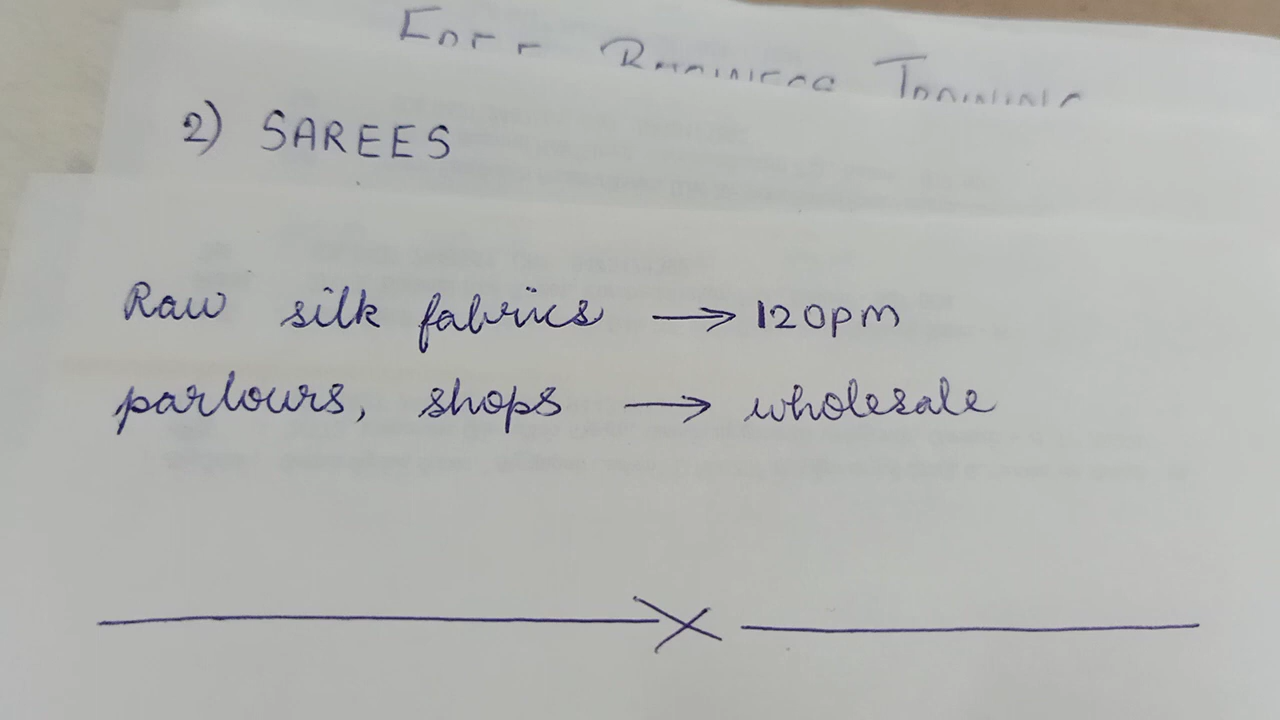 2) SAREES
Raw silk fabrics → 120pm
parlours, shops → wholesale